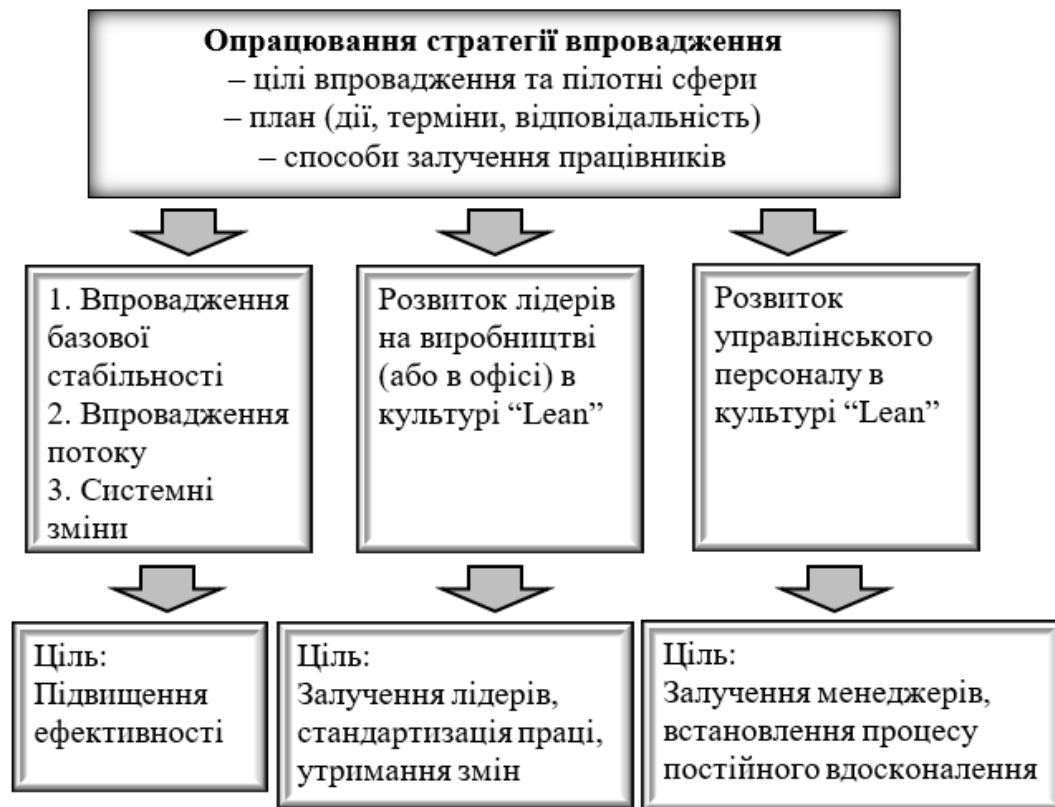 Опрацювання стратегії впровадження
– цілі впровадження та пілотні сфери
– план (дії, терміни, відповідальність)
– способи залучення працівників
1. Впровадження
базової
стабільності
2. Впровадження
потоку
3. Системні
зміни
Розвиток лідерів
на виробництві
(або в офісі) в
культурі “Lean”
Розвиток
управлінського
персоналу в
культурі “Lean”
Ціль:
Підвищення
ефективності
Ціль:
Залучення лідерів,
стандартизація праці,
утримання змін
Ціль:
Залучення менеджерів,
встановлення процесу
постійного вдосконалення